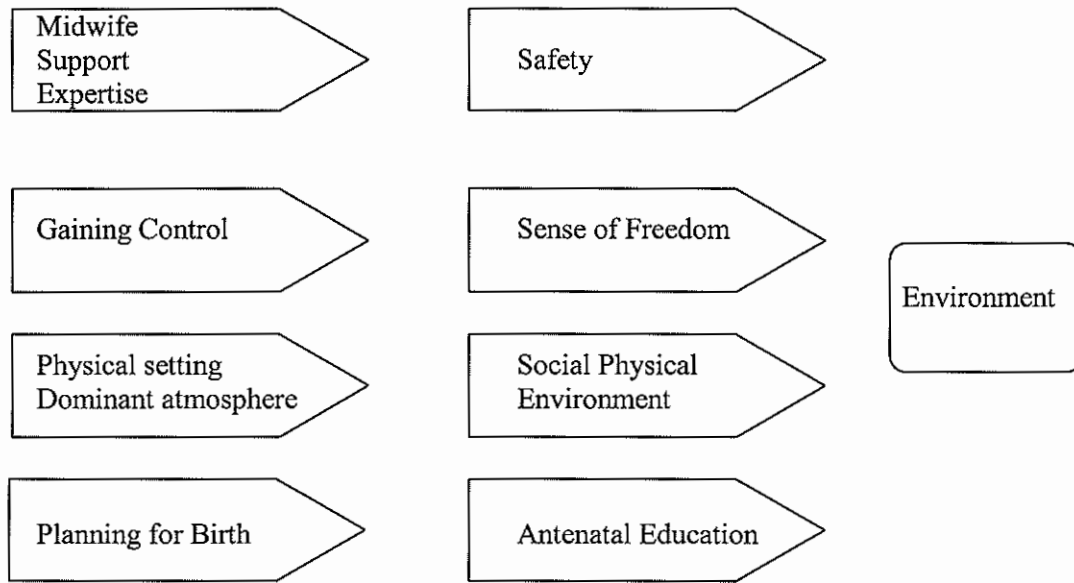 Midwife
Support
Expertise
Safety
Gaining Control
Sense of Freedom
Environment
Physical setting
Dominant atmosphere
Social Physical
Environment
Planning for Birth
Antenatal Education